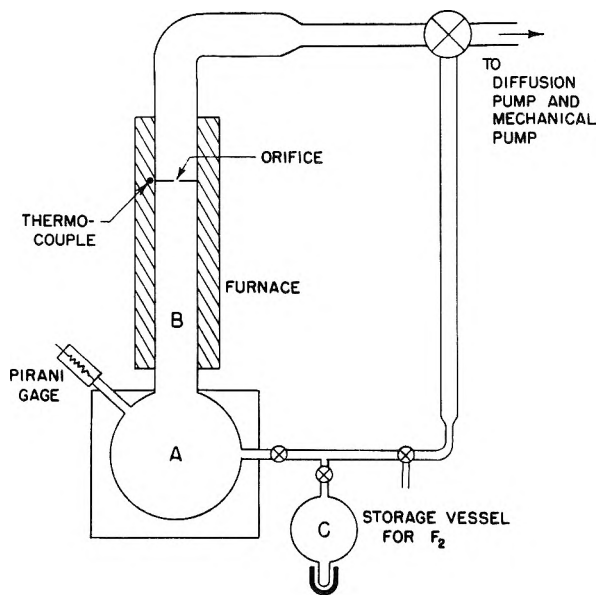 TO
DIFFUSION
PUMP AND
MECHANICAL
PUMP
ORIFICE
THERMO-
COUPLE
FURNACE
B
PIRANI
GAGE
A
C
STORAGE VESSEL
FOR F₂